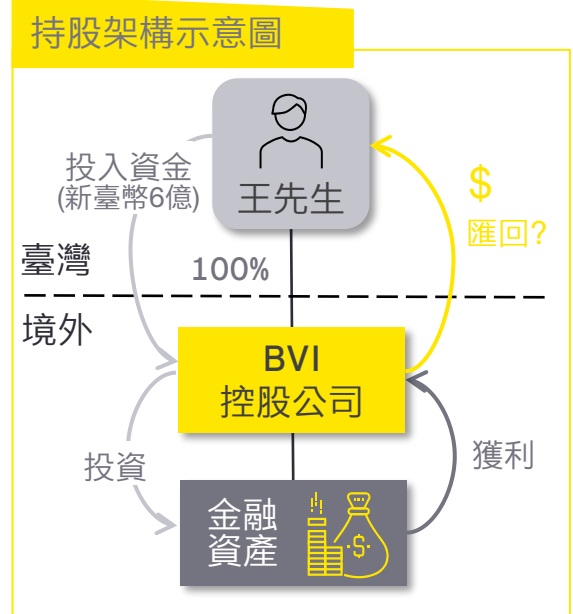 持股架構示意圖
投入資金
(新臺幣6億)
王先生
$
匯回?
臺灣
100%
境外
BVI
控股公司
投資
獲利
金融
資產
$